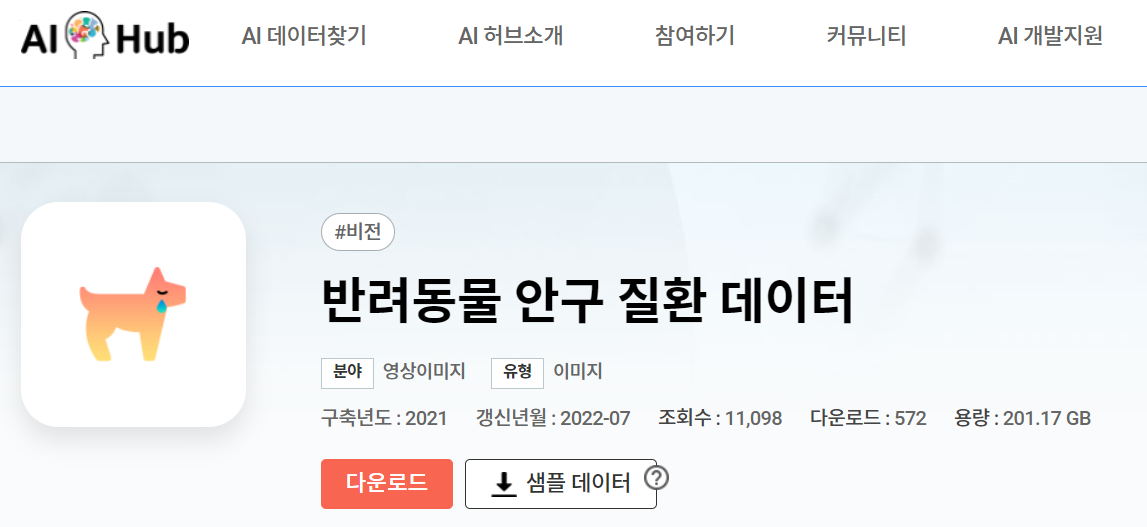 AI Hub
AI 데이터찾기 AI 허브소개 참여하기 커뮤니티 AI 개발지원
#비전
반려동물 안구 질환 데이터
분야 영상이미지 유형 이미지
구축년도 : 2021 갱신년월 : 2022-07 조회수 : 11,098 다운로드 : 572 용량 : 201.17 GB
다운로드 샘플 데이터 ?